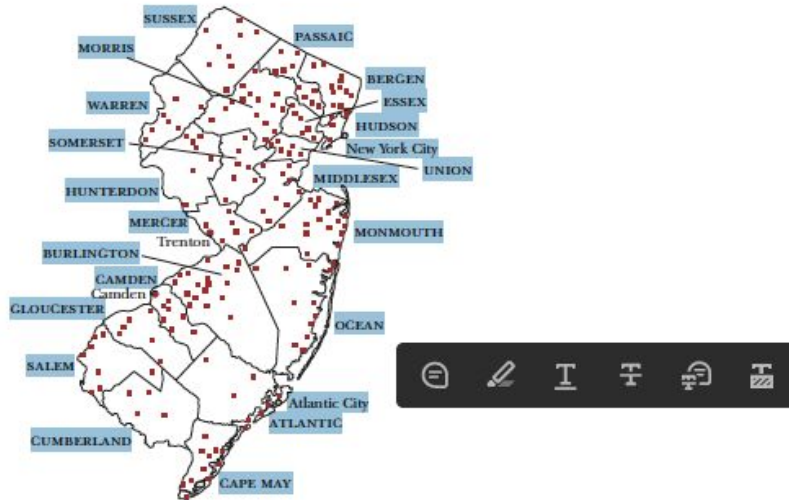 SUSSEX
PASSAIC
MORRIS
BERGEN
ESSEX
WARREN
HUDSON
SOMERSET
New York City
UNION
MIDDLESEX
HUNTERDON
MERCER
MONMOUTH
Trenton
BURLINGTON
CAMDEN
Camden
GLOUCESTER
OCEAN
SALEM
Atlantic City
ATLANTIC
CUMBERLAND
CAPE MAY